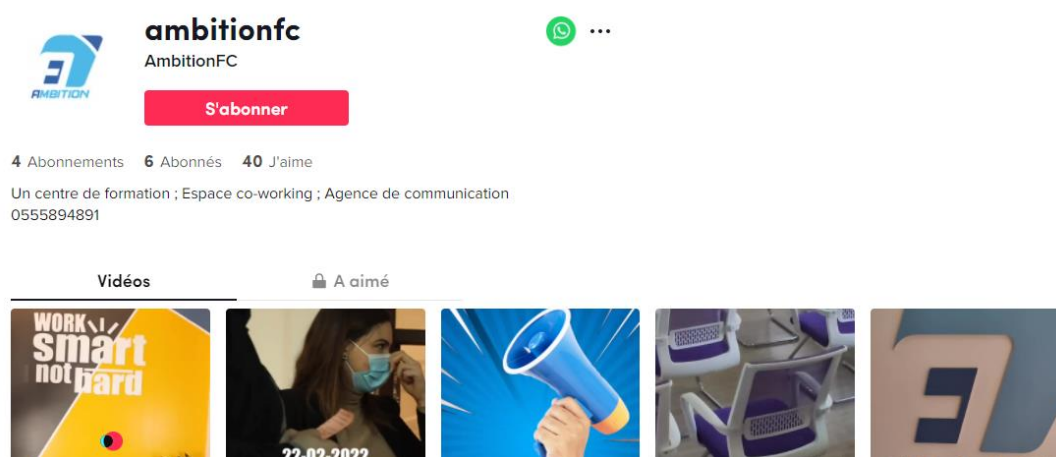 ambitionfc
AmbitionFC
AMBITION
S'abonner
4 Abonnements 6 Abonnés 40 J'aime
Un centre de formation ; Espace co-working ; Agence de communication
0555894891
Vidéos A aimé
WORK
smart
not hard
22-02-2022